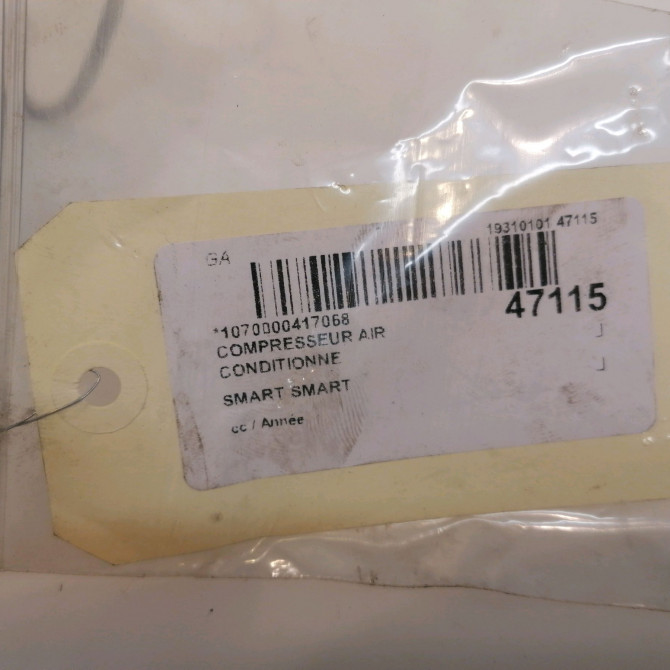 GA
19310101 47115
47115
*1070000417068
COMPRESSEUR AIR
CONDITIONNE
SMART SMART
cc / Année